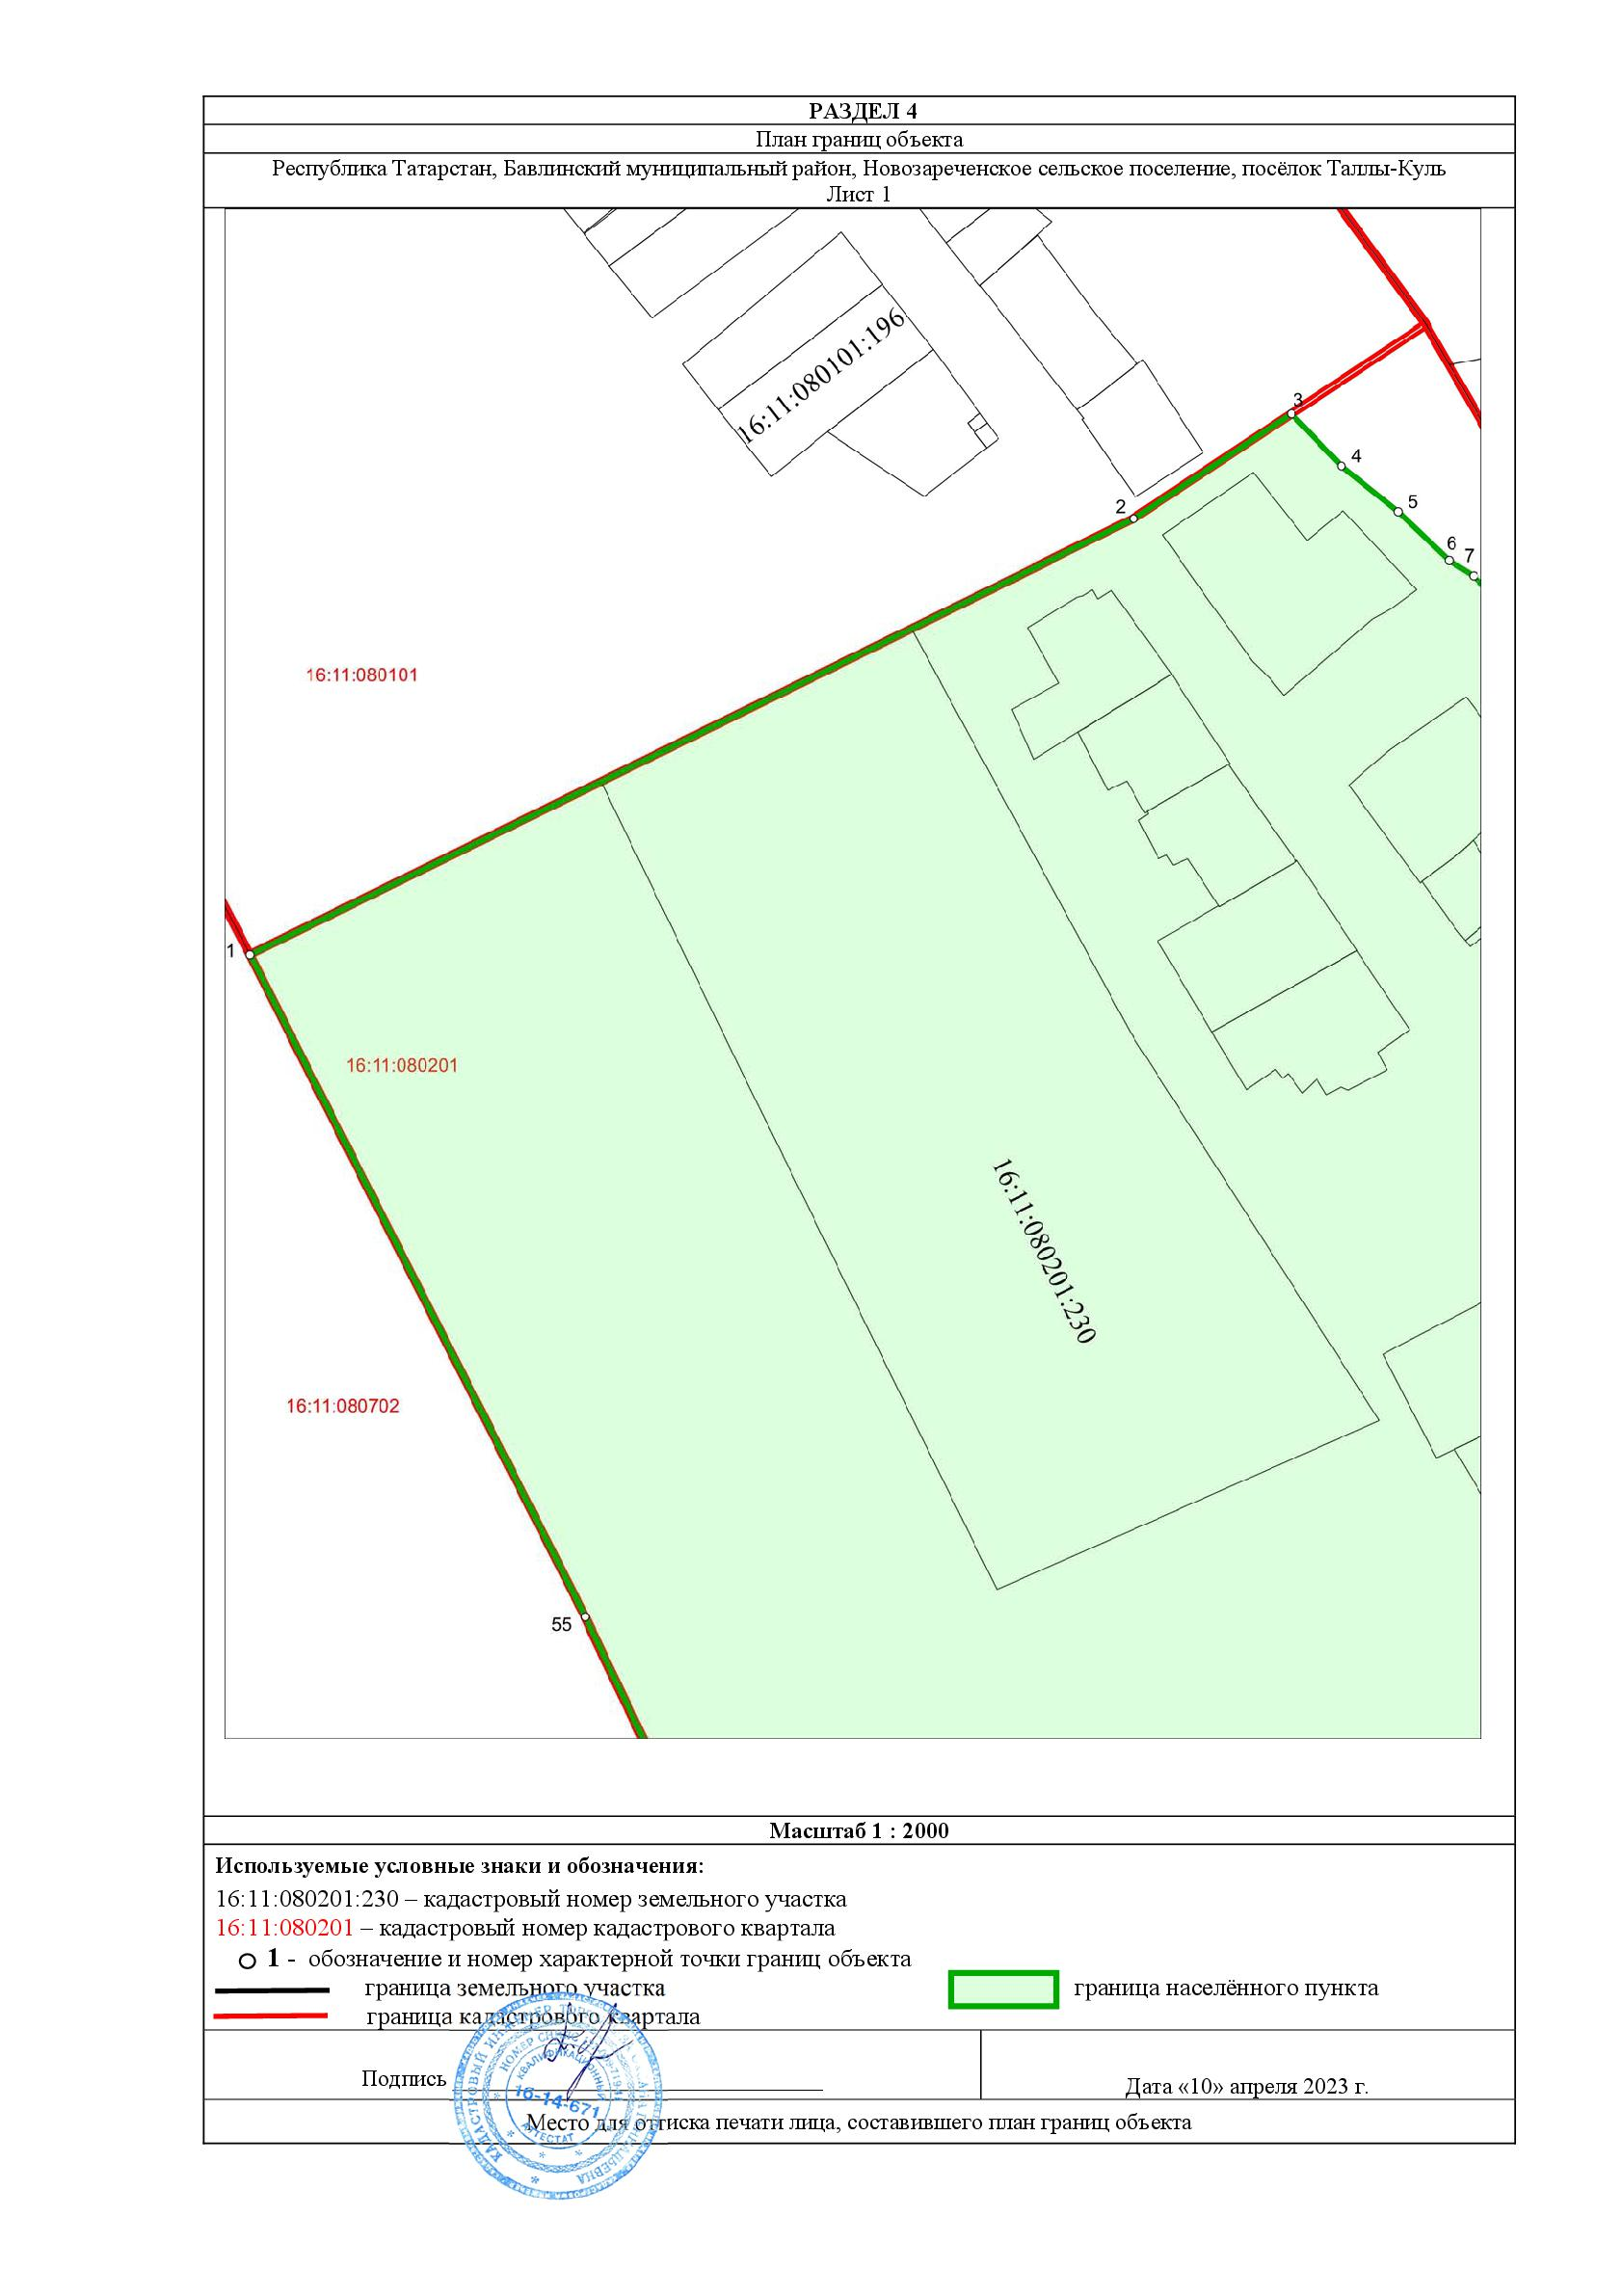 РАЗДЕЛ 4
План границ объекта
Республика Татарстан, Бавлинский муниципальный район, Новозареченское сельское поселение, посёлок Таллы-Куль
Лист 1
16:11:080101:196
3
4
2
5
6
7
16:11:080101
1
16:11:080201
16:11:080201:230
16:11:080702
55
Масштаб 1 : 2000
Используемые условные знаки и обозначения:
16:11:080201:230 – кадастровый номер земельного участка
16:11:080201 – кадастровый номер кадастрового квартала
1 - обозначение и номер характерной точки границ объекта
граница земельного участка
граница населённого пункта
граница кадастрового квартала
Подпись
Дата «10» апреля 2023 г.
Место для оттиска печати лица, составившего план границ объекта
КАДАСТРОВЫЙ ИНЖЕНЕР
НОМЕР
КВАЛИФИКАЦИОННЫЙ
16-14-671
АТТЕСТАТ